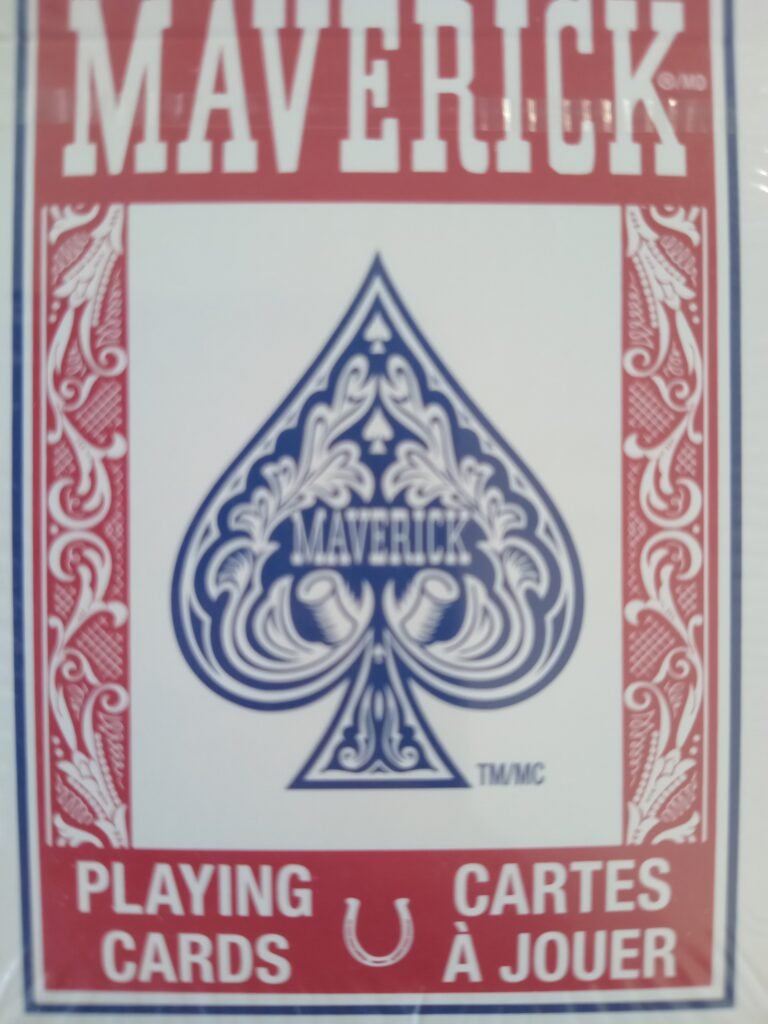 MAVERICK
®/MD
MAVERICK
TM/MC
PLAYING
CARDS
CARTES
À JOUER